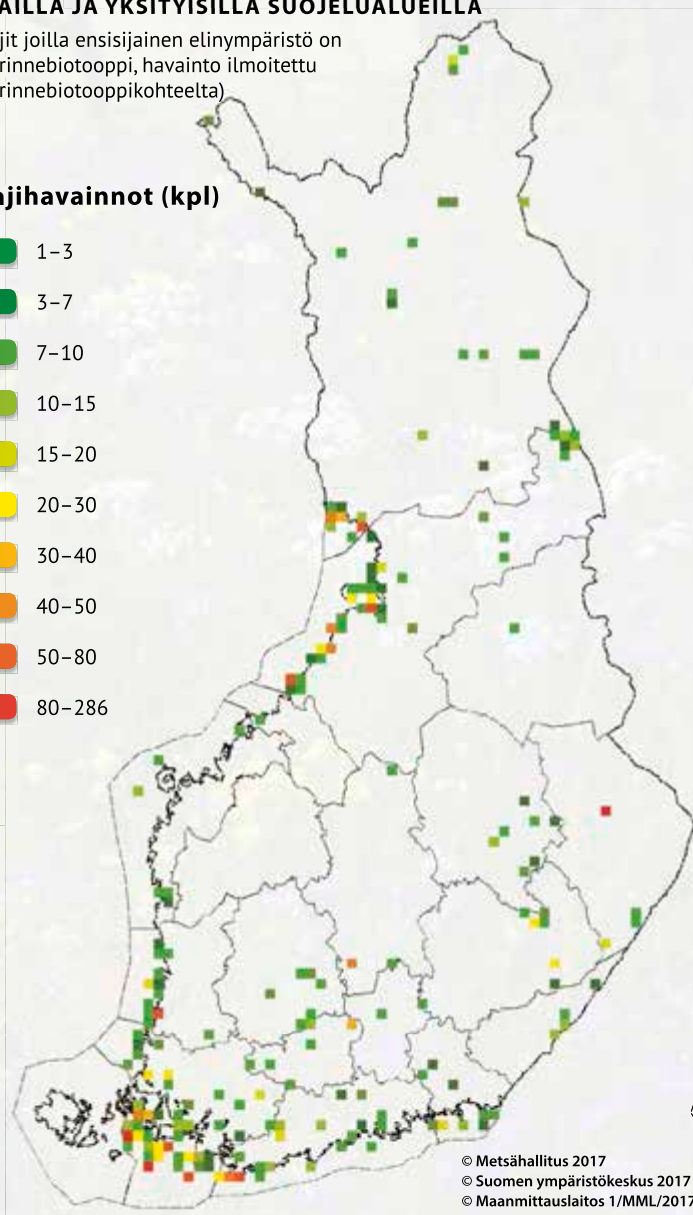 AILLA JA YKSITYISILLÄ SUOJELUALUEILLA
jit joilla ensisijainen elinympäristö on
rinnebiotooppi, havainto ilmoitettu
rinnebiotooppikohteelta)
ajihavainnot (kpl)
1–3
3–7
7–10
10–15
15–20
20–30
30–40
40–50
50–80
80–286
© Metsähallitus 2017
© Suomen ympäristökeskus 2017
© Maanmittauslaitos 1/MML/2017